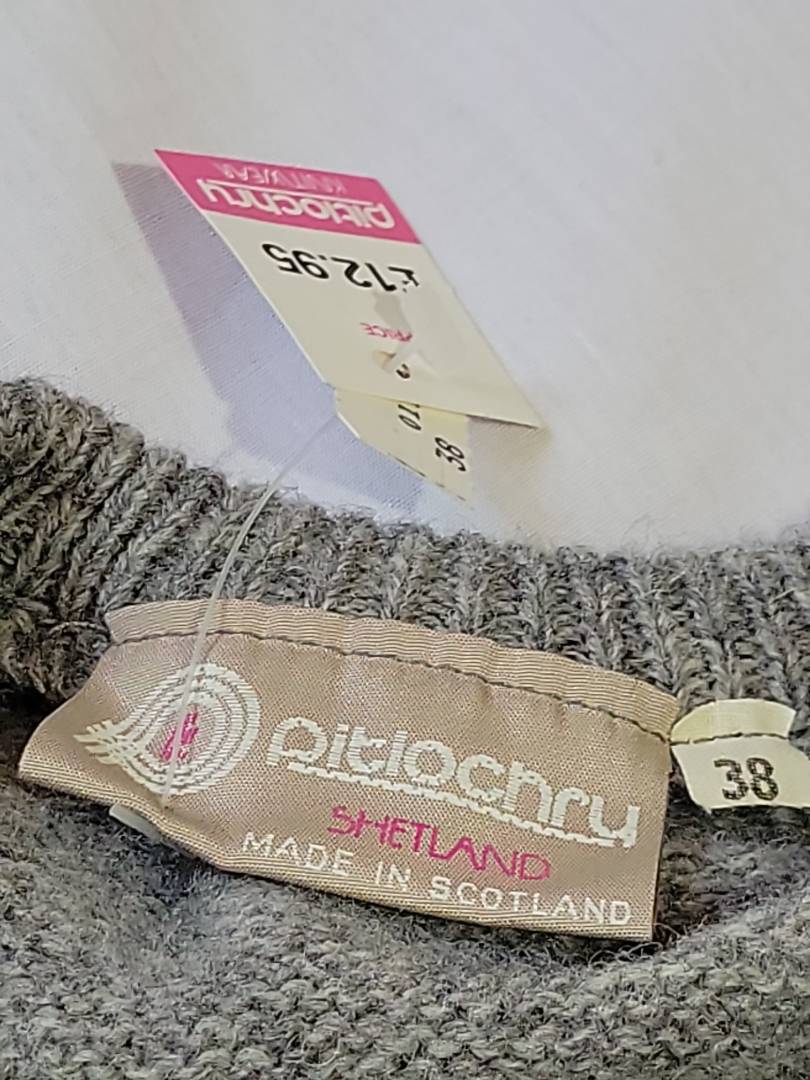 pitlochry
KNITWEAR
£12.95
PRICE
38
pitlochry
SHETLAND
MADE IN SCOTLAND
38